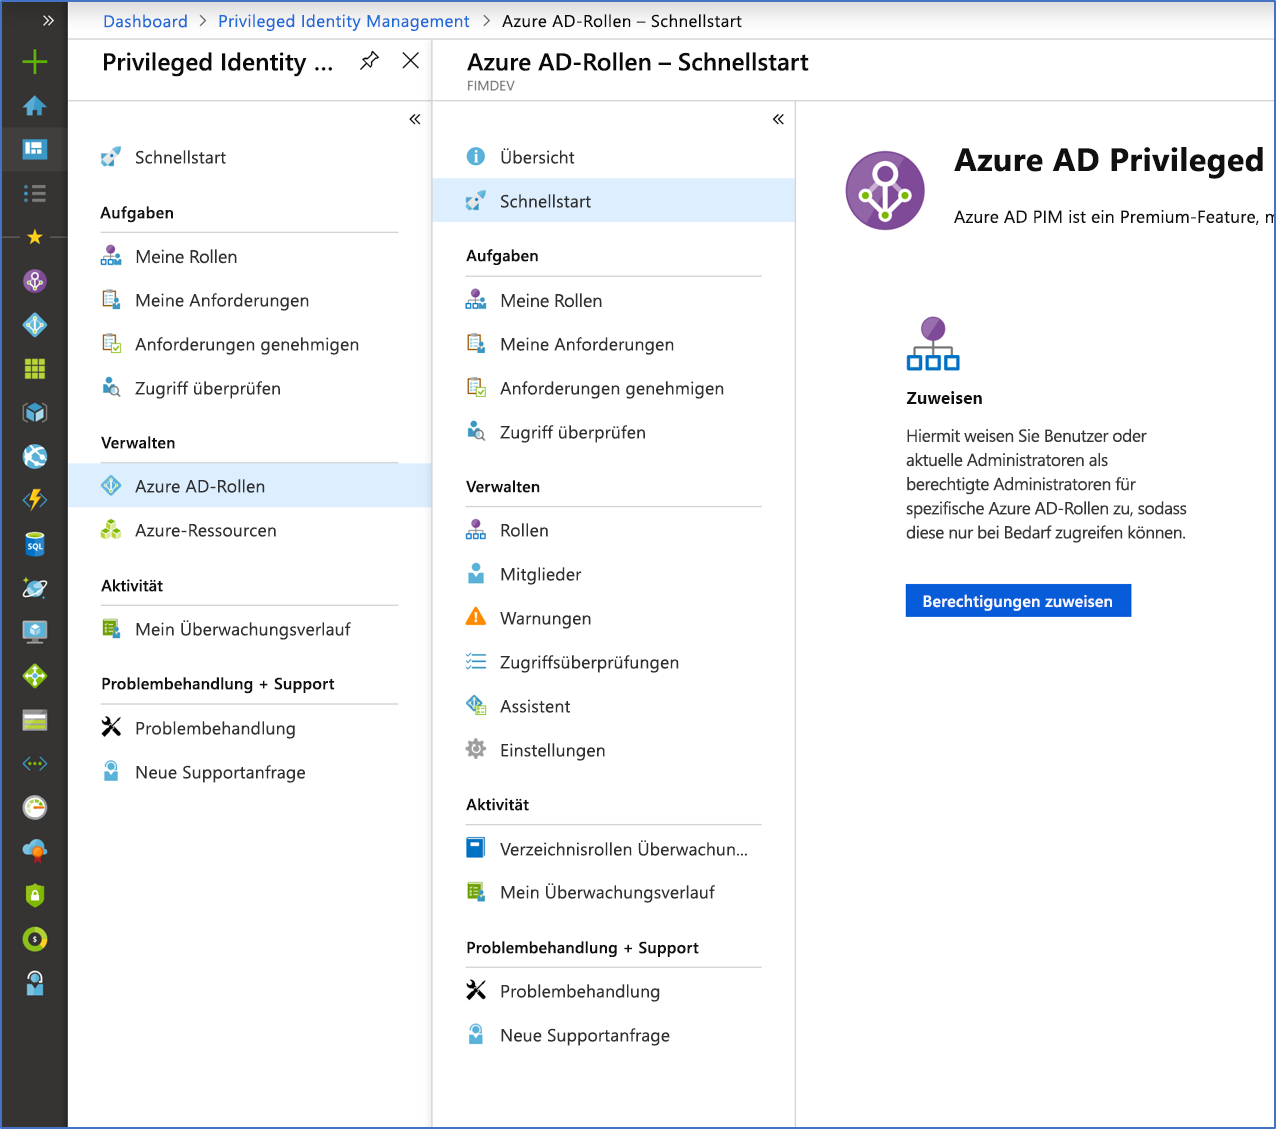 Dashboard > Privileged Identity Management > Azure AD-Rollen – Schnellstart
Privileged Identity ...
Schnellstart
Aufgaben
Meine Rollen
Meine Anforderungen
Anforderungen genehmigen
Zugriff überprüfen
Verwalten
Azure AD-Rollen
Azure-Ressourcen
Aktivität
Mein Überwachungsverlauf
Problembehandlung + Support
Problembehandlung
Neue Supportanfrage
Azure AD-Rollen – Schnellstart
FIMDEV
Übersicht
Schnellstart
Aufgaben
Meine Rollen
Meine Anforderungen
Anforderungen genehmigen
Zugriff überprüfen
Verwalten
Rollen
Mitglieder
Warnungen
Zugriffsüberprüfungen
Assistent
Einstellungen
Aktivität
Verzeichnisrollen Überwachun...
Mein Überwachungsverlauf
Problembehandlung + Support
Problembehandlung
Neue Supportanfrage
Azure AD Privileged
Azure AD PIM ist ein Premium-Feature,
Zuweisen
Hiermit weisen Sie Benutzer oder
aktuelle Administratoren als
berechtigte Administratoren für
spezifische Azure AD-Rollen zu, sodass
diese nur bei Bedarf zugreifen können.
Berechtigungen zuweisen
SQL